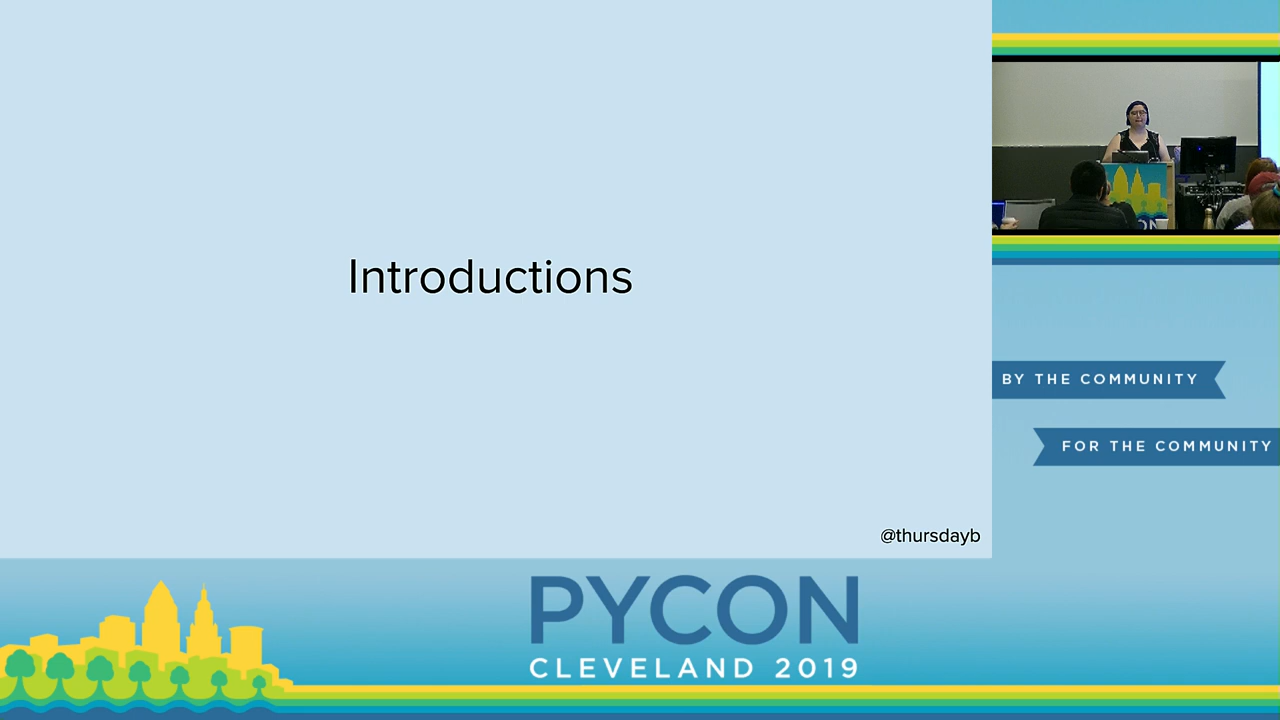 Introductions
@thursdayb
BY THE COMMUNITY
FOR THE COMMUNITY
PYCON
CLEVELAND 2019